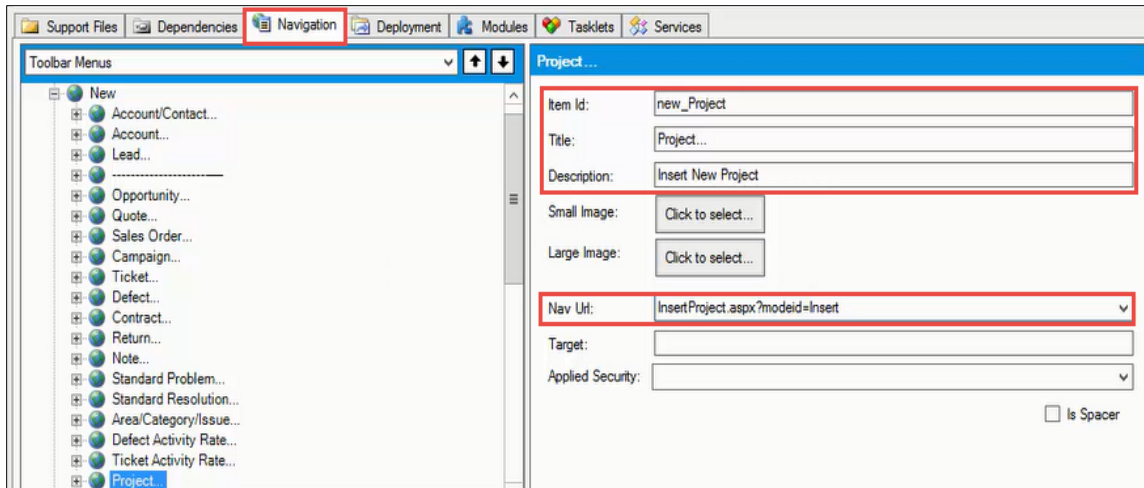 Support Files Dependencies Navigation Deployment Modules Tasklets Services
Toolbar Menus
New
Account/Contact...
Account...
Lead...
-----------------------
Opportunity...
Quote...
Sales Order...
Campaign...
Ticket...
Defect...
Contract...
Return...
Note...
Standard Problem...
Standard Resolution...
Area/Category/Issue...
Defect Activity Rate...
Ticket Activity Rate...
Project...
Project...
Item Id: new_Project
Title: Project...
Description: Insert New Project
Small Image: Click to select...
Large Image: Click to select...
Nav Url: InsertProject.aspx?modeid=Insert
Target:
Applied Security:
Is Spacer